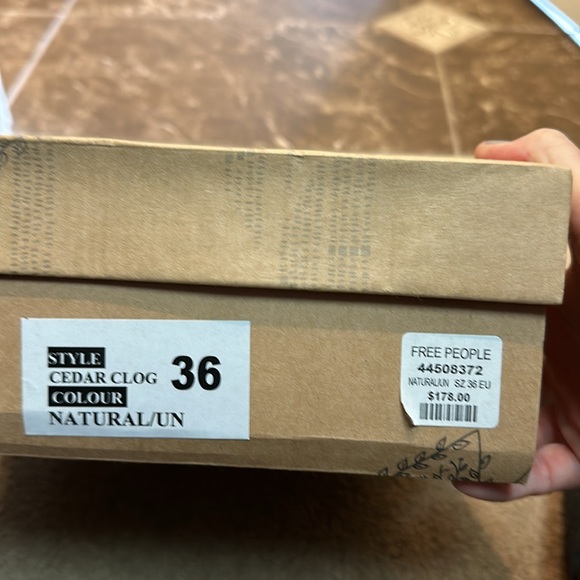 STYLE
CEDAR CLOG 36
COLOUR
NATURAL/UN
FREE PEOPLE
44508372
NATURAL/UN SZ 36 EU
$178.00